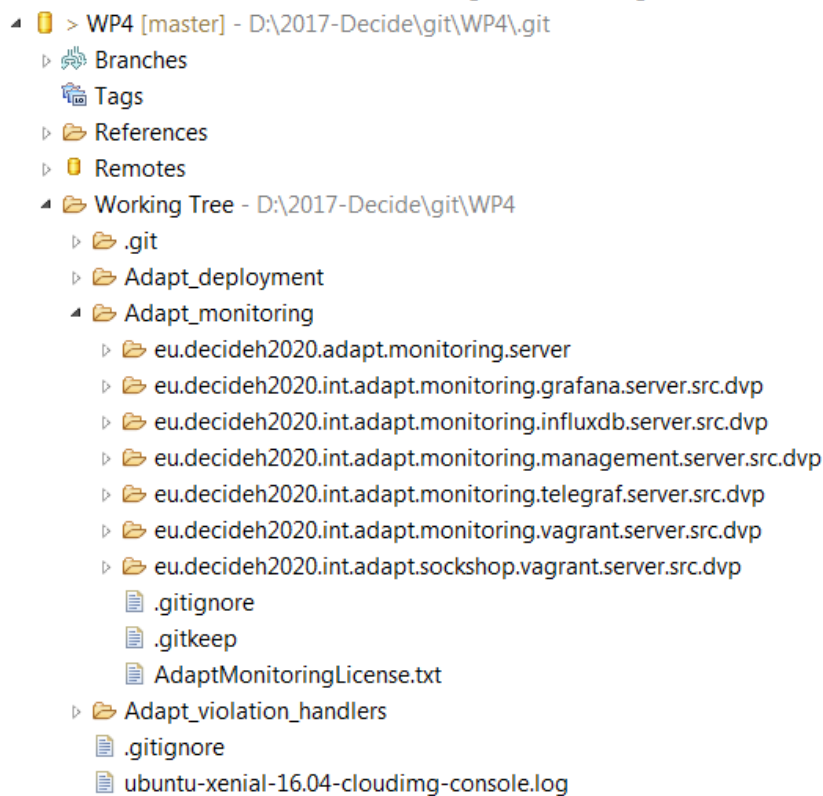 > WP4 [master] - D:\2017-Decide\git\WP4\.git
Branches
Tags
References
Remotes
Working Tree - D:\2017-Decide\git\WP4
.git
Adapt_deployment
Adapt_monitoring
eu.decideh2020.adapt.monitoring.server
eu.decideh2020.int.adapt.monitoring.grafana.server.src.dvp
eu.decideh2020.int.adapt.monitoring.influxdb.server.src.dvp
eu.decideh2020.int.adapt.monitoring.management.server.src.dvp
eu.decideh2020.int.adapt.monitoring.telegraf.server.src.dvp
eu.decideh2020.int.adapt.monitoring.vagrant.server.src.dvp
eu.decideh2020.int.adapt.sockshop.vagrant.server.src.dvp
.gitignore
.gitkeep
AdaptMonitoringLicense.txt
Adapt_violation_handlers
.gitignore
ubuntu-xenial-16.04-cloudimg-console.log